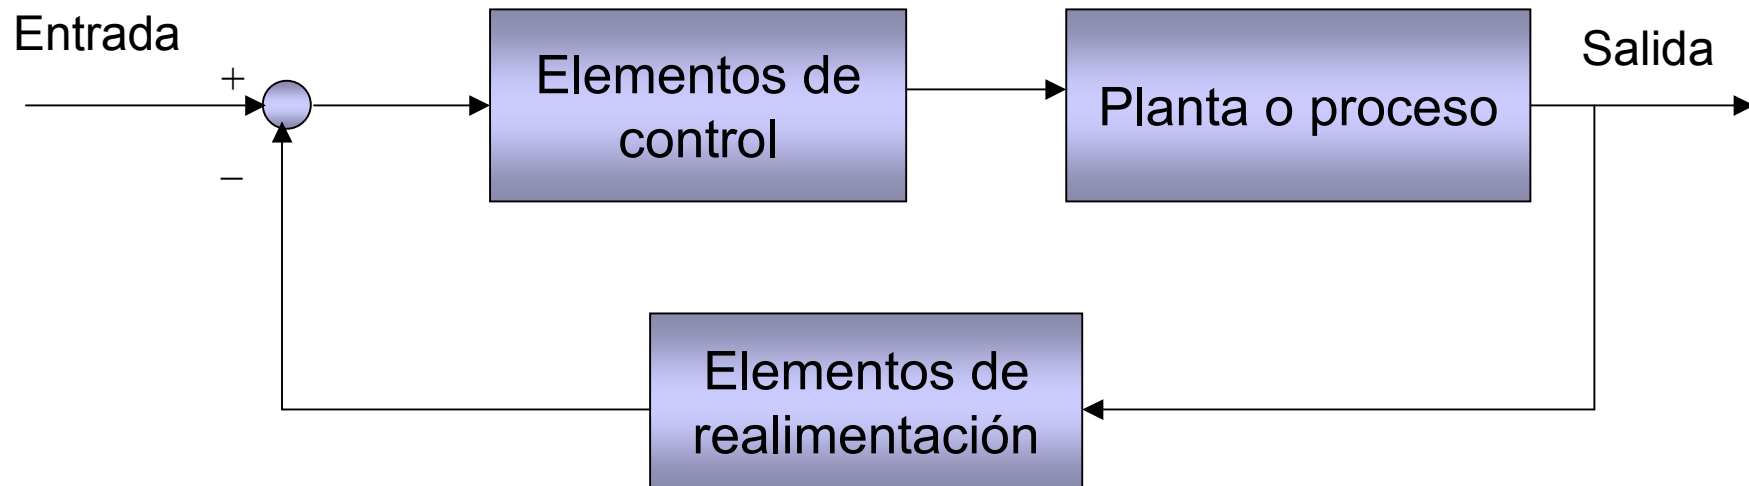 Entrada
+
Elementos de
control
Planta o proceso
Salida
−
Elementos de
realimentación